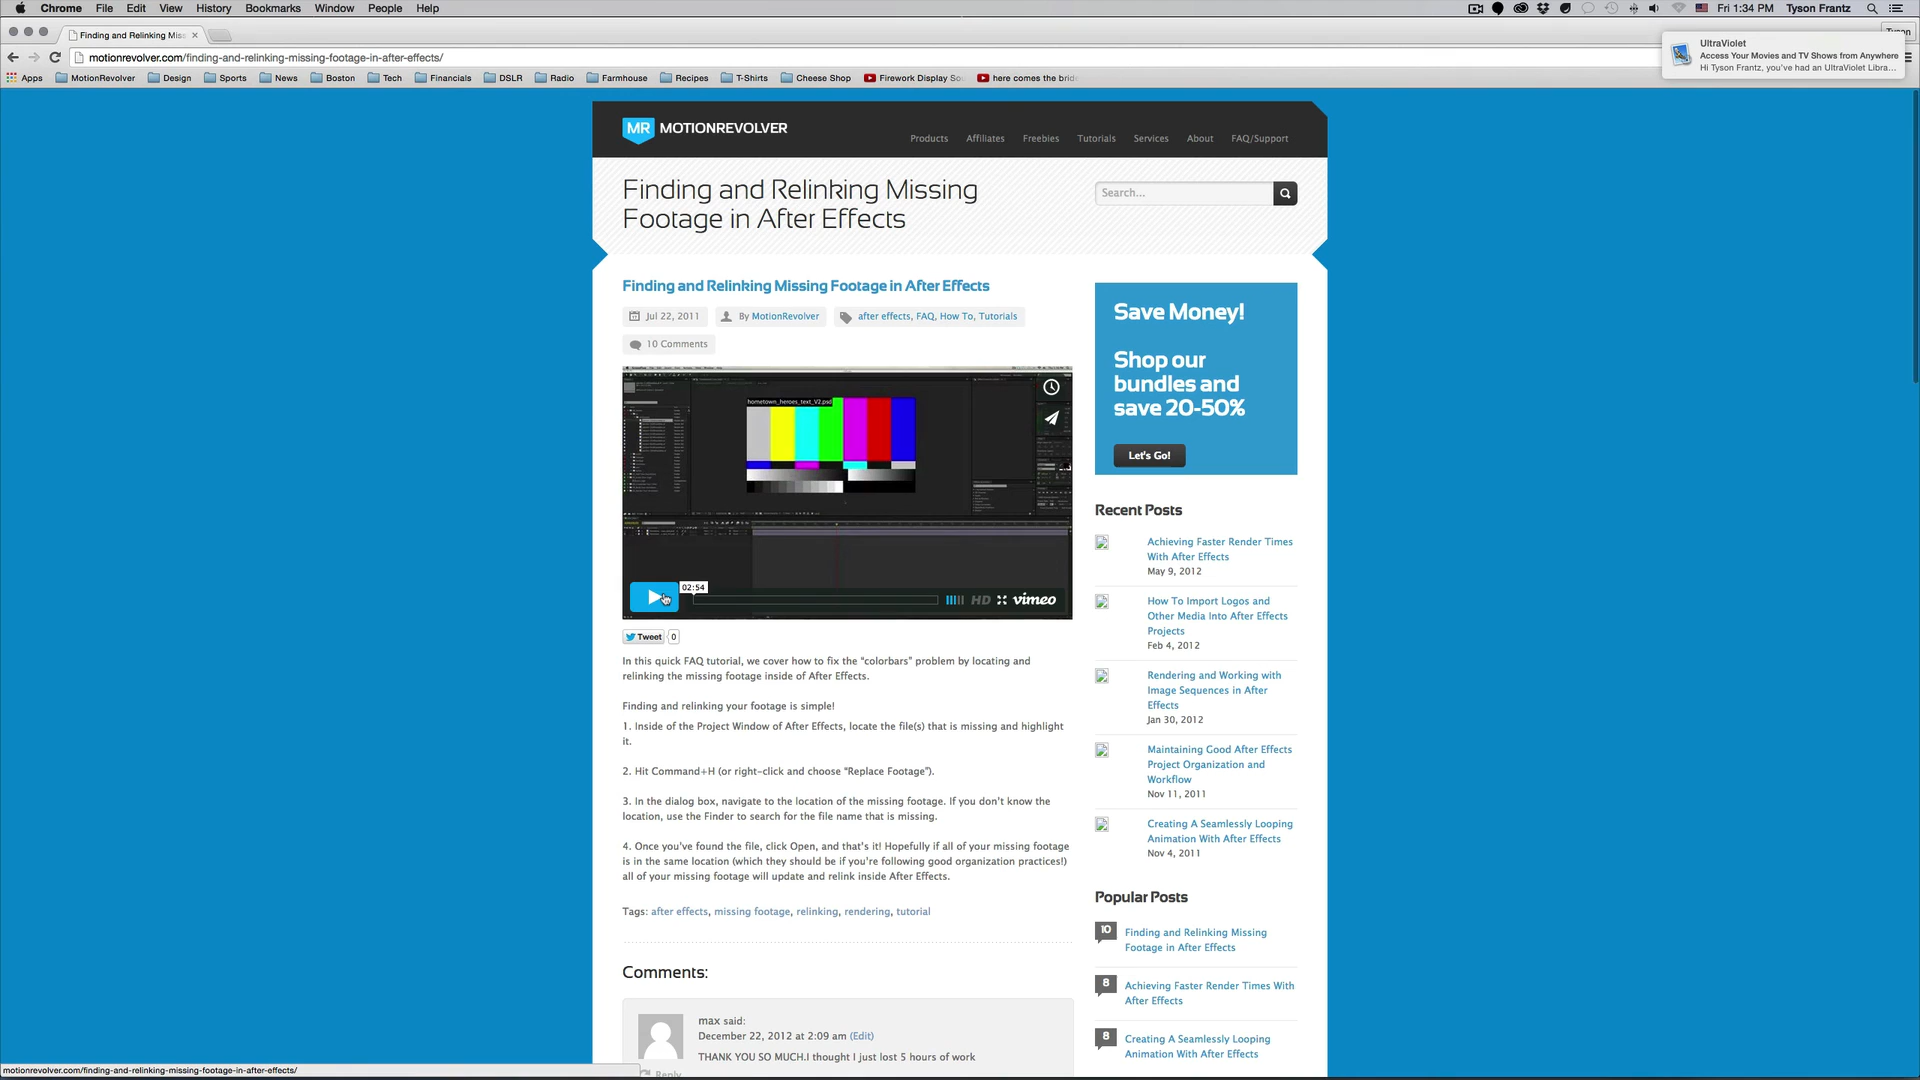 Chrome File Edit View History Bookmarks Window People Help
Fri 1:34 PM Tyson Frantz
Finding and Relinking Mis
motionrevolver.com/finding-and-relinking-missing-footage-in-after-effects/
Apps MotionRevolver Design Sports News Boston Tech Financials DSLR Radio Farmhouse Recipes T-Shirts Cheese Shop Firework Display So here comes the brid
UltraViolet
Access Your Movies and TV Shows from Anywhere
Hi Tyson Frantz, you've had an UltraViolet Libra...
MR MOTIONREVOLVER
Products Affiliates Freebies Tutorials Services About FAQ/Support
Finding and Relinking Missing
Footage in After Effects
Search...
Finding and Relinking Missing Footage in After Effects
Jul 22, 2011 By MotionRevolver after effects, FAQ, How To, Tutorials
10 Comments
hometown_heroes_text_V2.psd
02:54
HD vimeo
Tweet 0
In this quick FAQ tutorial, we cover how to fix the "colorbars" problem by locating and
relinking the missing footage inside of After Effects.
Finding and relinking your footage is simple!
1. Inside of the Project Window of After Effects, locate the file(s) that is missing and highlight
it.
2. Hit Command+H (or right-click and choose "Replace Footage").
3. In the dialog box, navigate to the location of the missing footage. If you don't know the
location, use the Finder to search for the file name that is missing.
4. Once you've found the file, click Open, and that's it! Hopefully if all of your missing footage
is in the same location (which they should be if you're following good organization practices!)
all of your missing footage will update and relink inside After Effects.
Tags: after effects, missing footage, relinking, rendering, tutorial
Comments:
max said:
December 22, 2012 at 2:09 am (Edit)
THANK YOU SO MUCH.I thought I just lost 5 hours of work
Reply
Save Money!
Shop our
bundles and
save 20-50%
Let's Go!
Recent Posts
Achieving Faster Render Times
With After Effects
May 9, 2012
How To Import Logos and
Other Media Into After Effects
Projects
Feb 4, 2012
Rendering and Working with
Image Sequences in After
Effects
Jan 30, 2012
Maintaining Good After Effects
Project Organization and
Workflow
Nov 11, 2011
Creating A Seamlessly Looping
Animation With After Effects
Nov 4, 2011
Popular Posts
10 Finding and Relinking Missing
Footage in After Effects
8 Achieving Faster Render Times With
After Effects
8 Creating A Seamlessly Looping
Animation With After Effects
motionrevolver.com/finding-and-relinking-missing-footage-in-after-effects/